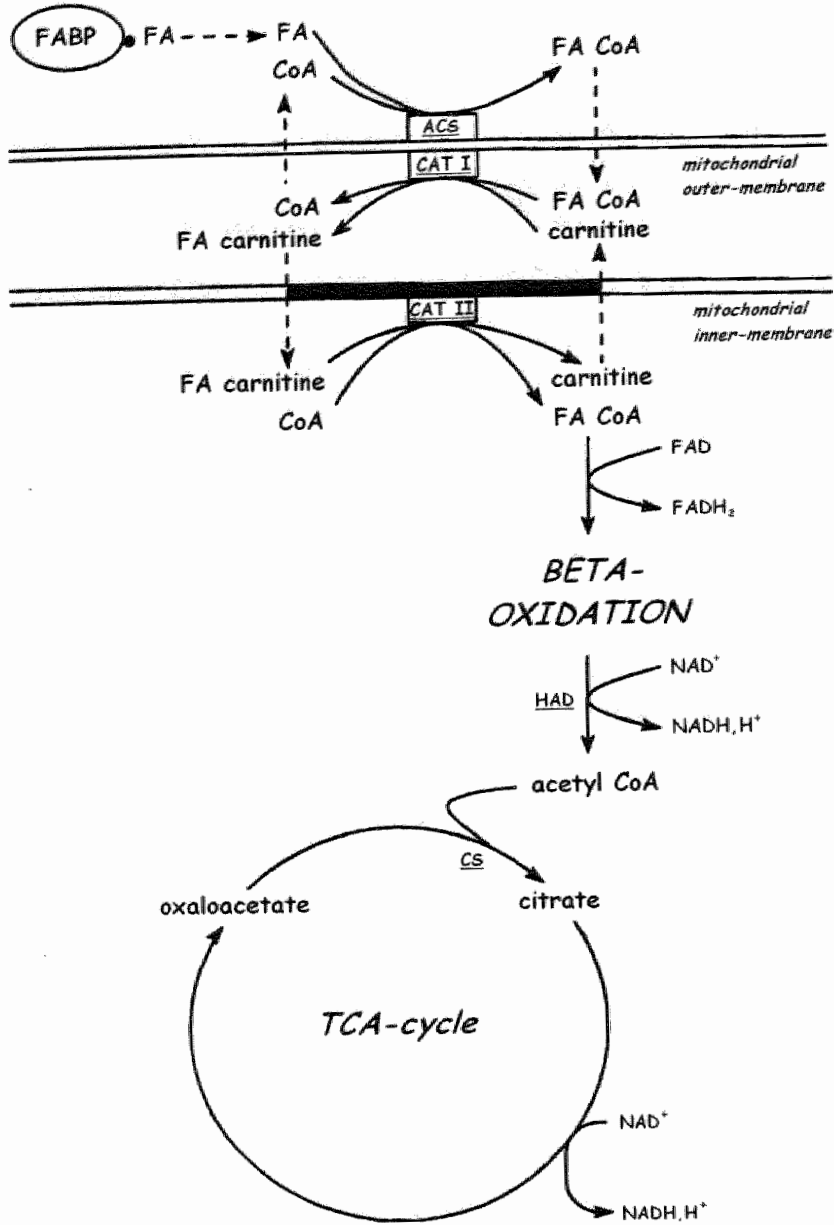 FABP FA FA
CoA
FA CoA
ACS
CAT I
mitochondrial
outer-membrane
CoA
FA carnitine
FA CoA
carnitine
CAT II
mitochondrial
inner-membrane
FA carnitine
CoA
carnitine
FA CoA
FAD
FADH₂
BETA-
OXIDATION
NAD⁺
HAD
NADH,H⁺
acetyl CoA
CS
oxaloacetate
citrate
TCA-cycle
NAD⁺
NADH,H⁺